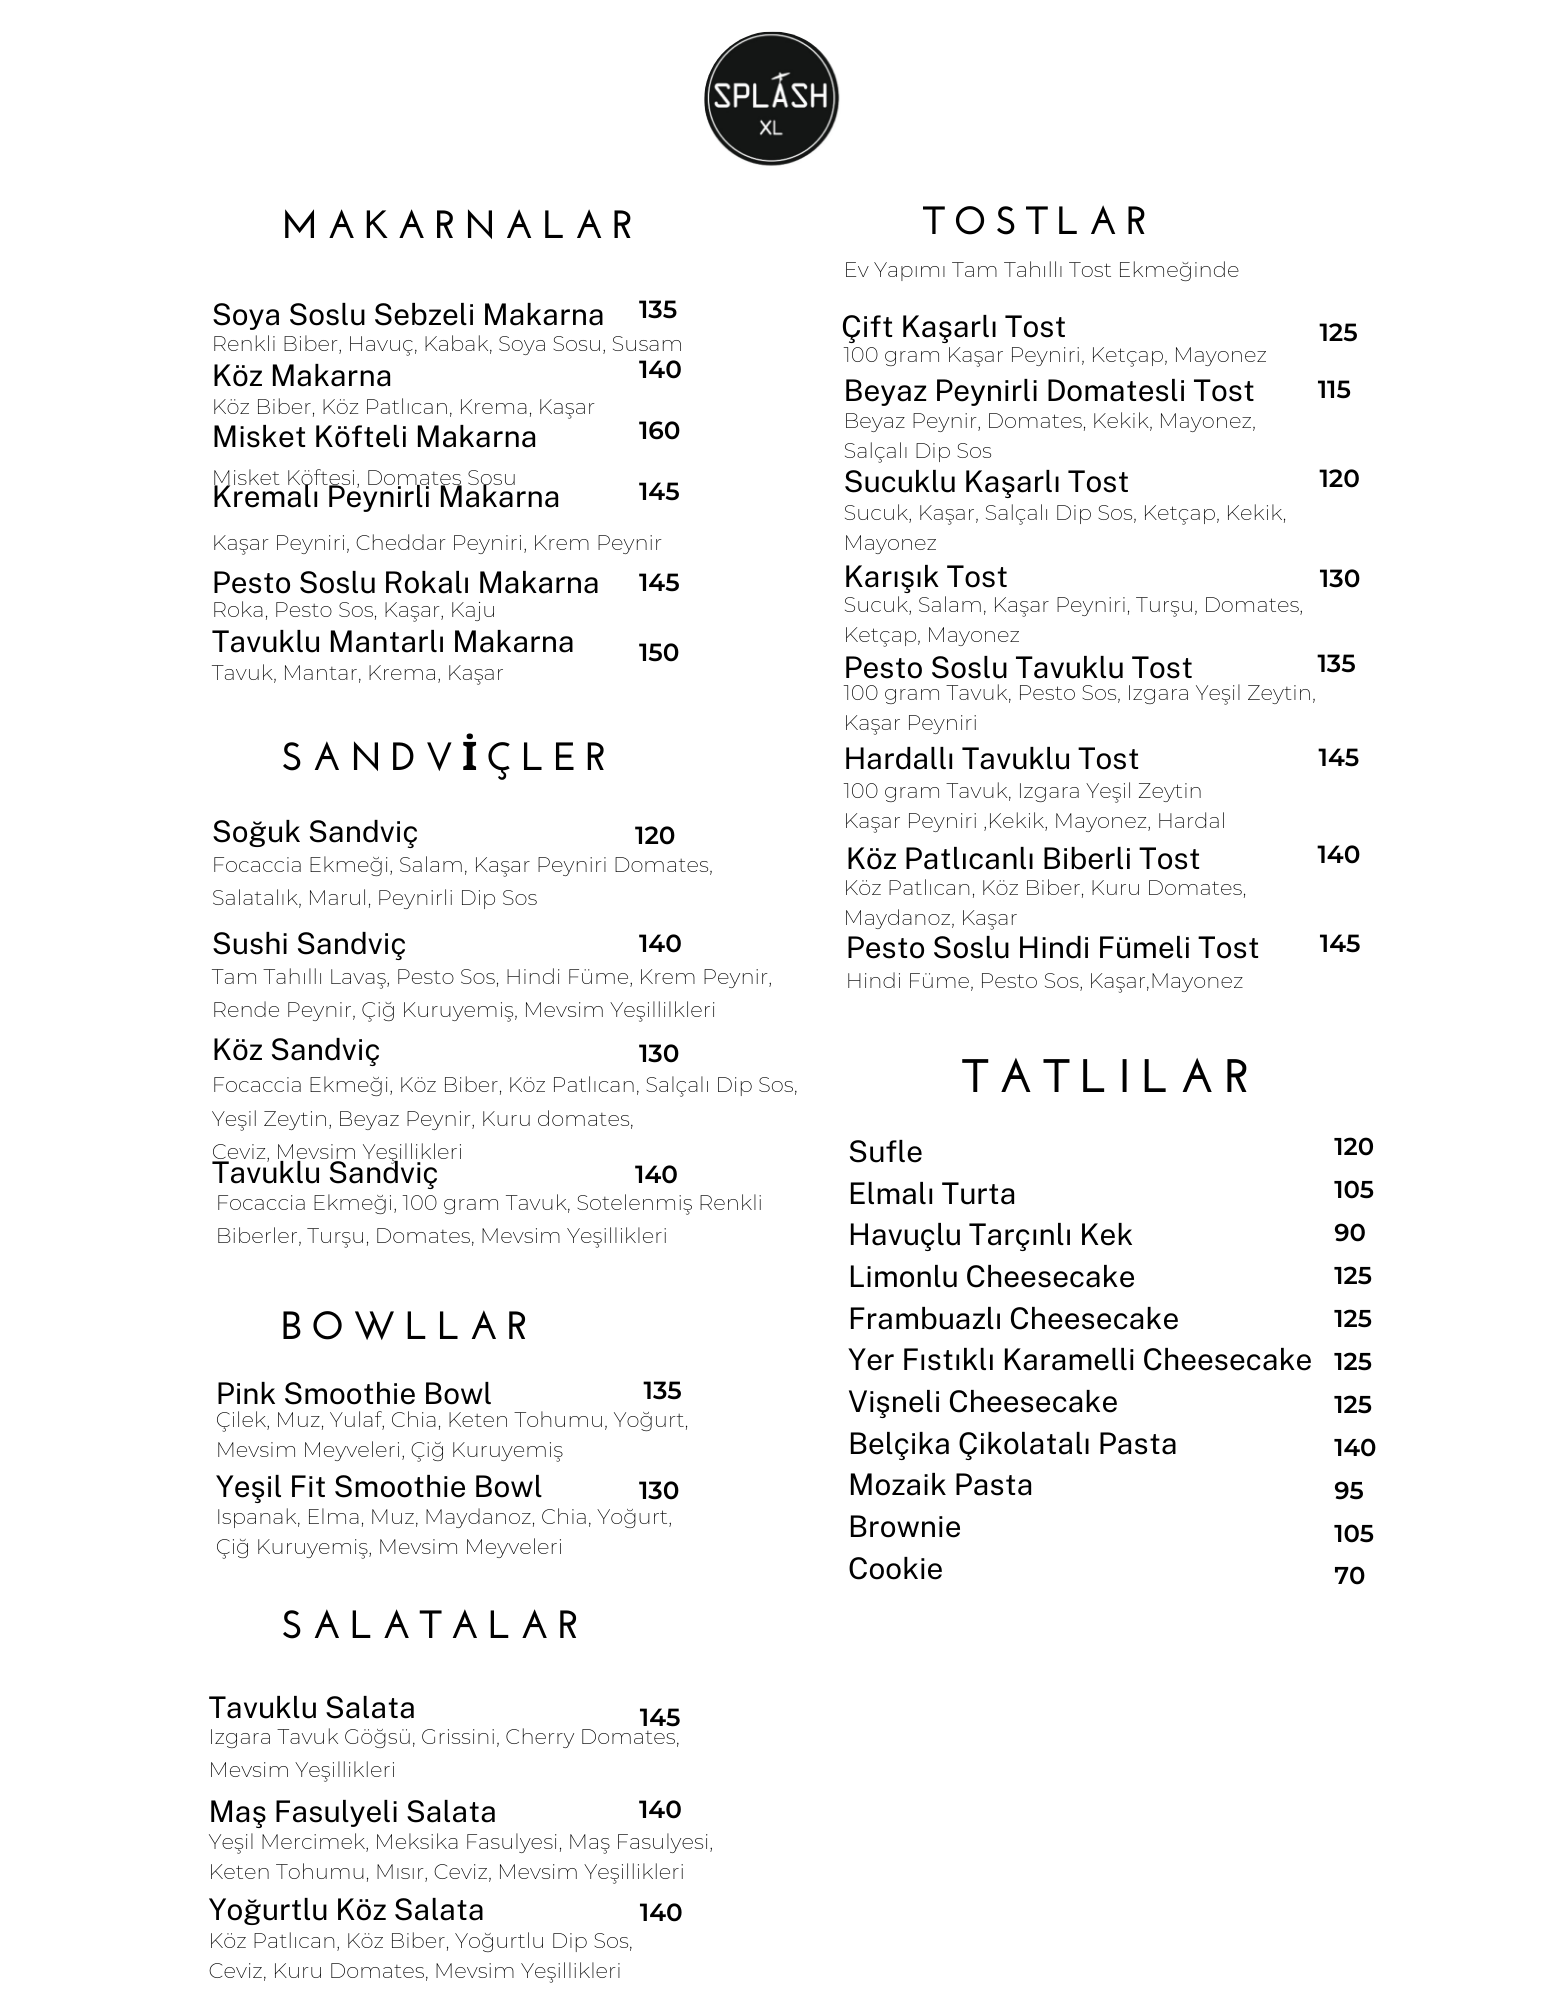 SPLASH
XL
MAKARNALAR
Soya Soslu Sebzeli Makarna 135
Renkli Biber, Havuç, Kabak, Soya Sosu, Susam
Köz Makarna 140
Köz Biber, Köz Patlıcan, Krema, Kaşar
Misket Köfteli Makarna 160
Misket Köftesi, Domates Sosu
Kremalı Peynirli Makarna 145
Kaşar Peyniri, Cheddar Peyniri, Krem Peynir
Pesto Soslu Rokalı Makarna 145
Roka, Pesto Sos, Kaşar, Kaju
Tavuklu Mantarlı Makarna 150
Tavuk, Mantar, Krema, Kaşar
SANDVİÇLER
Soğuk Sandviç 120
Focaccia Ekmeği, Salam, Kaşar Peyniri Domates,
Salatalık, Marul, Peynirli Dip Sos
Sushi Sandviç 140
Tam Tahıllı Lavaş, Pesto Sos, Hindi Füme, Krem Peynir,
Rende Peynir, Çiğ Kuruyemiş, Mevsim Yeşillilkleri
Köz Sandviç 130
Focaccia Ekmeği, Köz Biber, Köz Patlıcan, Salçalı Dip Sos,
Yeşil Zeytin, Beyaz Peynir, Kuru domates,
Ceviz, Mevsim Yeşillikleri
Tavuklu Sandviç 140
Focaccia Ekmeği, 100 gram Tavuk, Sotelenmiş Renkli
Biberler, Turşu, Domates, Mevsim Yeşillikleri
BOWLLAR
Pink Smoothie Bowl 135
Çilek, Muz, Yulaf, Chia, Keten Tohumu, Yoğurt,
Mevsim Meyveleri, Çiğ Kuruyemiş
Yeşil Fit Smoothie Bowl 130
Ispanak, Elma, Muz, Maydanoz, Chia, Yoğurt,
Çiğ Kuruyemiş, Mevsim Meyveleri
SALATALAR
Tavuklu Salata 145
Izgara Tavuk Göğsü, Grissini, Cherry Domates,
Mevsim Yeşillikleri
Maş Fasulyeli Salata 140
Yeşil Mercimek, Meksika Fasulyesi, Maş Fasulyesi,
Keten Tohumu, Mısır, Ceviz, Mevsim Yeşillikleri
Yoğurtlu Köz Salata 140
Köz Patlıcan, Köz Biber, Yoğurtlu Dip Sos,
Ceviz, Kuru Domates, Mevsim Yeşillikleri
TOSTLAR
Ev Yapımı Tam Tahıllı Tost Ekmeğinde
Çift Kaşarlı Tost 125
100 gram Kaşar Peyniri, Ketçap, Mayonez
Beyaz Peynirli Domatesli Tost 115
Beyaz Peynir, Domates, Kekik, Mayonez,
Salçalı Dip Sos
Sucuklu Kaşarlı Tost 120
Sucuk, Kaşar, Salçalı Dip Sos, Ketçap, Kekik,
Mayonez
Karışık Tost 130
Sucuk, Salam, Kaşar Peyniri, Turşu, Domates,
Ketçap, Mayonez
Pesto Soslu Tavuklu Tost 135
100 gram Tavuk, Pesto Sos, Izgara Yeşil Zeytin,
Kaşar Peyniri
Hardallı Tavuklu Tost 145
100 gram Tavuk, Izgara Yeşil Zeytin
Kaşar Peyniri ,Kekik, Mayonez, Hardal
Köz Patlıcanlı Biberli Tost 140
Köz Patlıcan, Köz Biber, Kuru Domates,
Maydanoz, Kaşar
Pesto Soslu Hindi Fümeli Tost 145
Hindi Füme, Pesto Sos, Kaşar,Mayonez
TATLILAR
Sufle 120
Elmalı Turta 105
Havuçlu Tarçınlı Kek 90
Limonlu Cheesecake 125
Frambuazlı Cheesecake 125
Yer Fıstıklı Karamelli Cheesecake 125
Vişneli Cheesecake 125
Belçika Çikolatalı Pasta 140
Mozaik Pasta 95
Brownie 105
Cookie 70